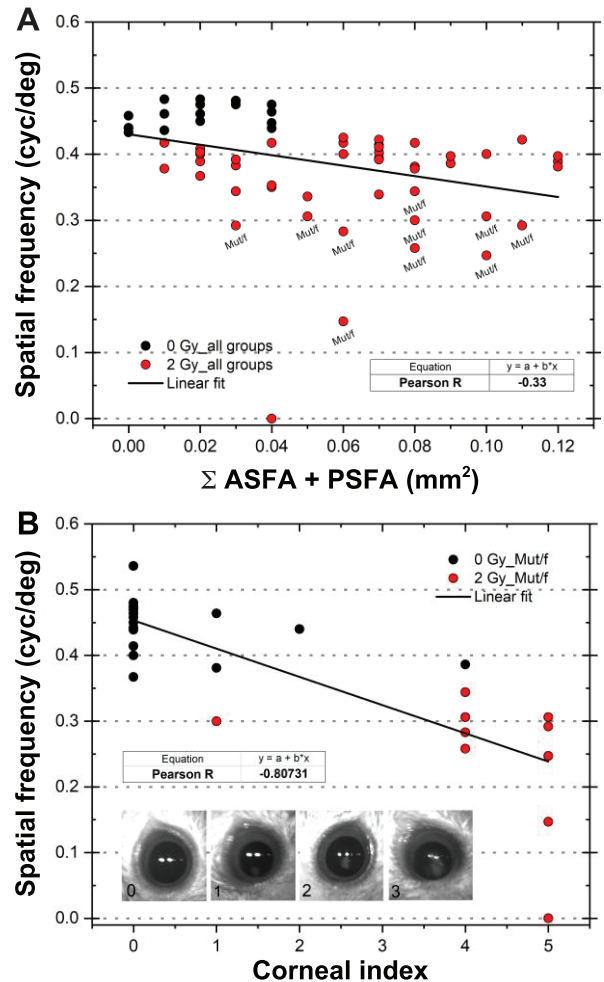 A
Spatial frequency (cyc/deg)
0.6
0.5
0.4
0.3
0.2
0.1
0.0
Mut/f
Mut/f
Mut/f
Mut/f
Mut/f
Mut/f
Mut/f
Mut/f
Mut/f
Mut/f
0 Gy_all groups
2 Gy_all groups
Linear fit
Equation y = a + b*x
Pearson R -0.33
0.00 0.02 0.04 0.06 0.08 0.10 0.12
Σ ASFA + PSFA (mm²)
B
Spatial frequency (cyc/deg)
0.6
0.5
0.4
0.3
0.2
0.1
0.0
0 Gy_Mut/f
2 Gy_Mut/f
Linear fit
Equation y = a + b*x
Pearson R -0.80731
0 1 2 3
0 1 2 3 4 5
Corneal index